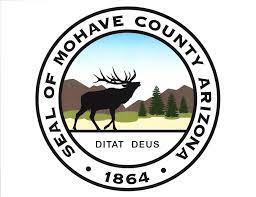 SEAL OF MOHAVE COUNTY ARIZONA
DITAT DEUS
• 1864 •